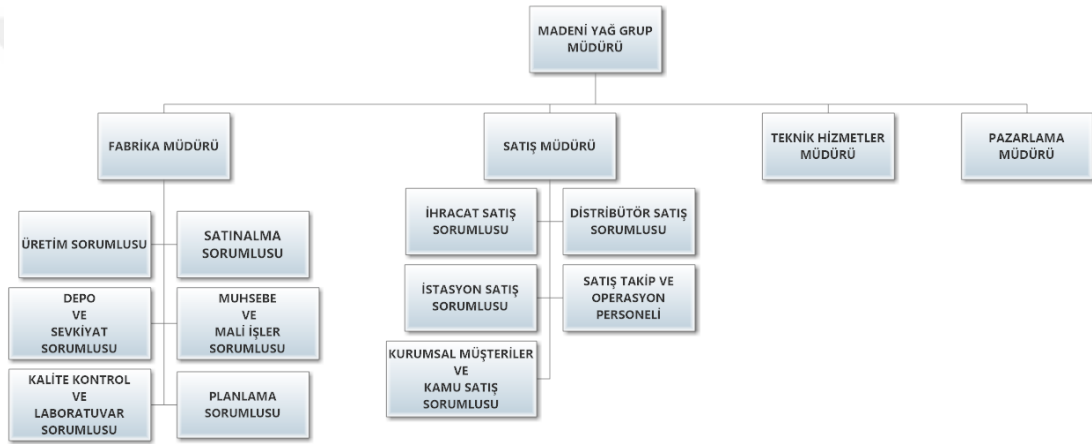 MADENİ YAĞ GRUP
MÜDÜRÜ
FABRİKA MÜDÜRÜ
SATIŞ MÜDÜRÜ
TEKNİK HİZMETLER
MÜDÜRÜ
PAZARLAMA
MÜDÜRÜ
ÜRETİM SORUMLUSU
SATINALMA
SORUMLUSU
DEPO
VE
SEVKİYAT
SORUMLUSU
MUHSEBE
VE
MALİ İŞLER
SORUMLUSU
KALİTE KONTROL
VE
LABORATUVAR
SORUMLUSU
PLANLAMA
SORUMLUSU
İHRACAT SATIŞ
SORUMLUSU
DİSTRİBÜTÖR SATIŞ
SORUMLUSU
İSTASYON SATIŞ
SORUMLUSU
SATIŞ TAKİP VE
OPERASYON
PERSONELİ
KURUMSAL MÜŞTERİLER
VE
KAMU SATIŞ
SORUMLUSU